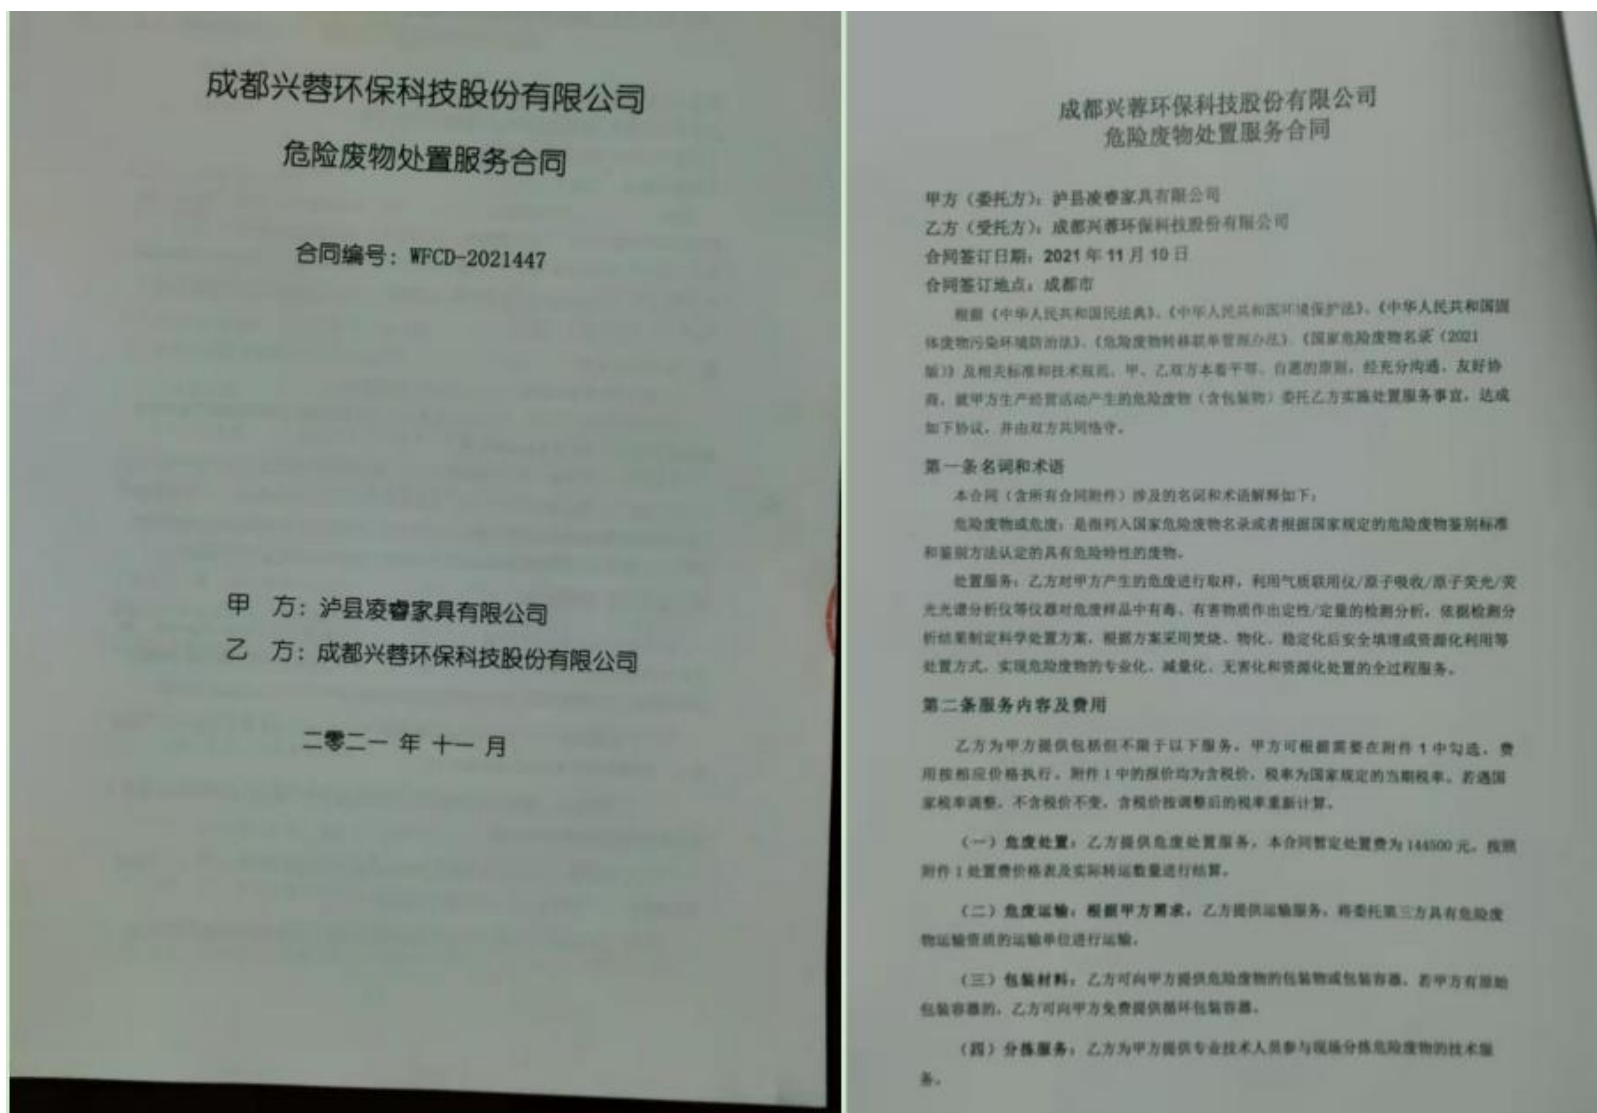 成都兴蓉环保科技股份有限公司
危险废物处置服务合同
合同编号：WFCD-2021447
甲 方：泸县凌睿家具有限公司
乙 方：成都兴蓉环保科技股份有限公司
二零二一 年 十一 月
成都兴蓉环保科技股份有限公司
危险废物处置服务合同
甲方（委托方）：泸县凌睿家具有限公司
乙方（受托方）：成都兴蓉环保科技股份有限公司
合同签订日期：2021 年 11 月 10 日
合同签订地点：成都市
根据《中华人民共和国民法典》、《中华人民共和国环境保护法》、《中华人民共和国固
体废物污染环境防治法》、《危险废物转移联单管理办法》、《国家危险废物名录（2021
版）》及相关标准和技术规范，甲、乙双方本着平等、自愿的原则，经充分沟通、友好协
商，就甲方生产经营活动产生的危险废物（含包装物）委托乙方实施处置服务事宜，达成
如下协议，并由双方共同恪守。
第一条名词和术语
本合同（含所有合同附件）涉及的名词和术语解释如下：
危险废物或危废：是指列入国家危险废物名录或者根据国家规定的危险废物鉴别标准
和鉴别方法认定的具有危险特性的废物。
处置服务：乙方对甲方产生的危废进行取样，利用气质联用仪/原子吸收/原子荧光/荧
光光谱分析仪等仪器对危废样品中有毒、有害物质作出定性/定量的检测分析，依据检测分
析结果制定科学处置方案，根据方案采用焚烧、物化、稳定化后安全填埋或资源化利用等
处置方式，实现危险废物的专业化、减量化、无害化和资源化处置的全过程服务。
第二条服务内容及费用
乙方为甲方提供包括但不限于以下服务，甲方可根据需要在附件 1 中勾选，费
用按相应价格执行。附件 1 中的报价均为含税价，税率为国家规定的当期税率。若遇国
家税率调整，不含税价不变，含税价按调整后的税率重新计算。
（一）危废处置：乙方提供危废处置服务，本合同暂定处置费为 144500 元，按照
附件 1 处置费价格表及实际转运数量进行结算。
（二）危废运输：根据甲方需求，乙方提供运输服务，将委托第三方具有危险废
物运输资质的运输单位进行运输。
（三）包装材料：乙方可向甲方提供危险废物的包装物或包装容器，若甲方有原始
包装容器的，乙方可向甲方免费提供循环包装容器。
（四）分拣服务：乙方为甲方提供专业技术人员参与现场分拣危险废物的技术服
务。